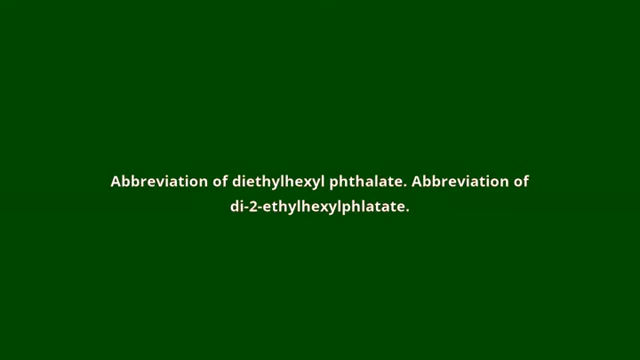 Abbreviation of diethylhexyl phthalate. Abbreviation of
di-2-ethylhexylphlatate.